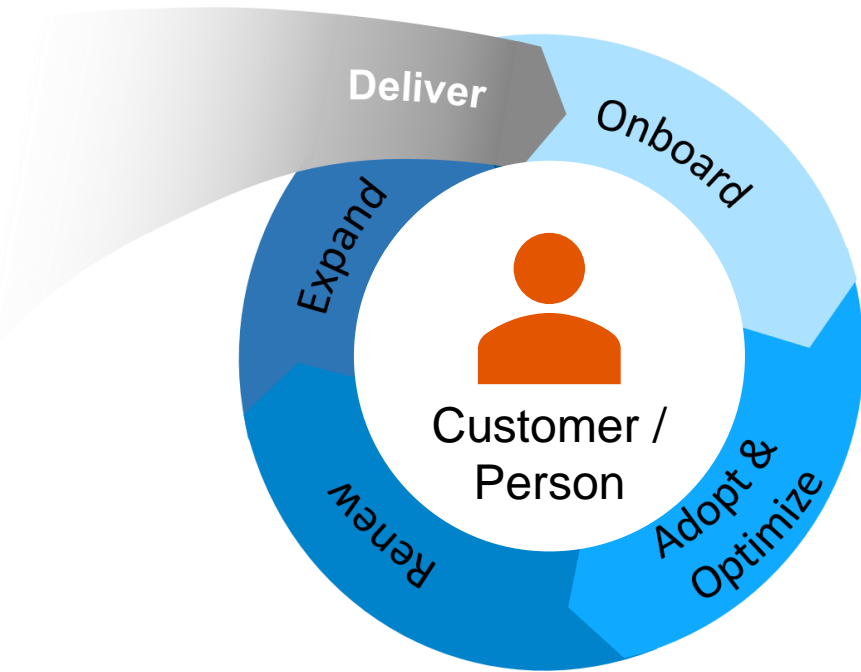 Deliver
Onboard
Adopt &
Optimize
Renew
Expand
Customer /
Person